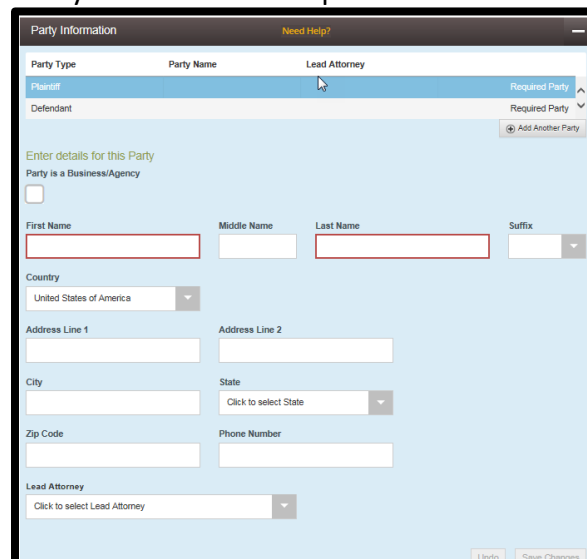 Party Information Need Help?
Party Type Party Name Lead Attorney
Plaintiff Required Party
Defendant Required Party
Add Another Party
Enter details for this Party
Party is a Business/Agency
First Name Middle Name Last Name Suffix
Country
United States of America
Address Line 1 Address Line 2
City State
Click to select State
Zip Code Phone Number
Lead Attorney
Click to select Lead Attorney
Undo Save Changes